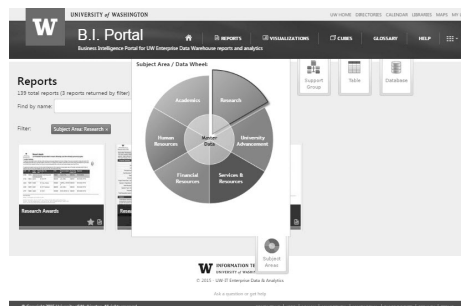 UNIVERSITY of WASHINGTON
UW HOME DIRECTORIES CALENDAR LIBRARIES MAPS MY
W
B.I. Portal
REPORTS
VISUALIZATIONS
CUBES
GLOSSARY
HELP
Business Intelligence Portal for UW Enterprise Data Warehouse reports and analytics
Subject Area / Data Wheel:
Support
Group
Table
Database
Reports
139 total reports (3 reports returned by filter)
Find by name:
Filter:
Subject Area: Research
Academics
Research
Human
Resources
Master
Data
University
Advancement
Financial
Resources
Services &
Resources
Research Awards
Subject
Areas
W INFORMATION TE
UNIVERSITY of WASH
© 2015 - UW-IT Enterprise Data & Analytics
Ask a question or get help